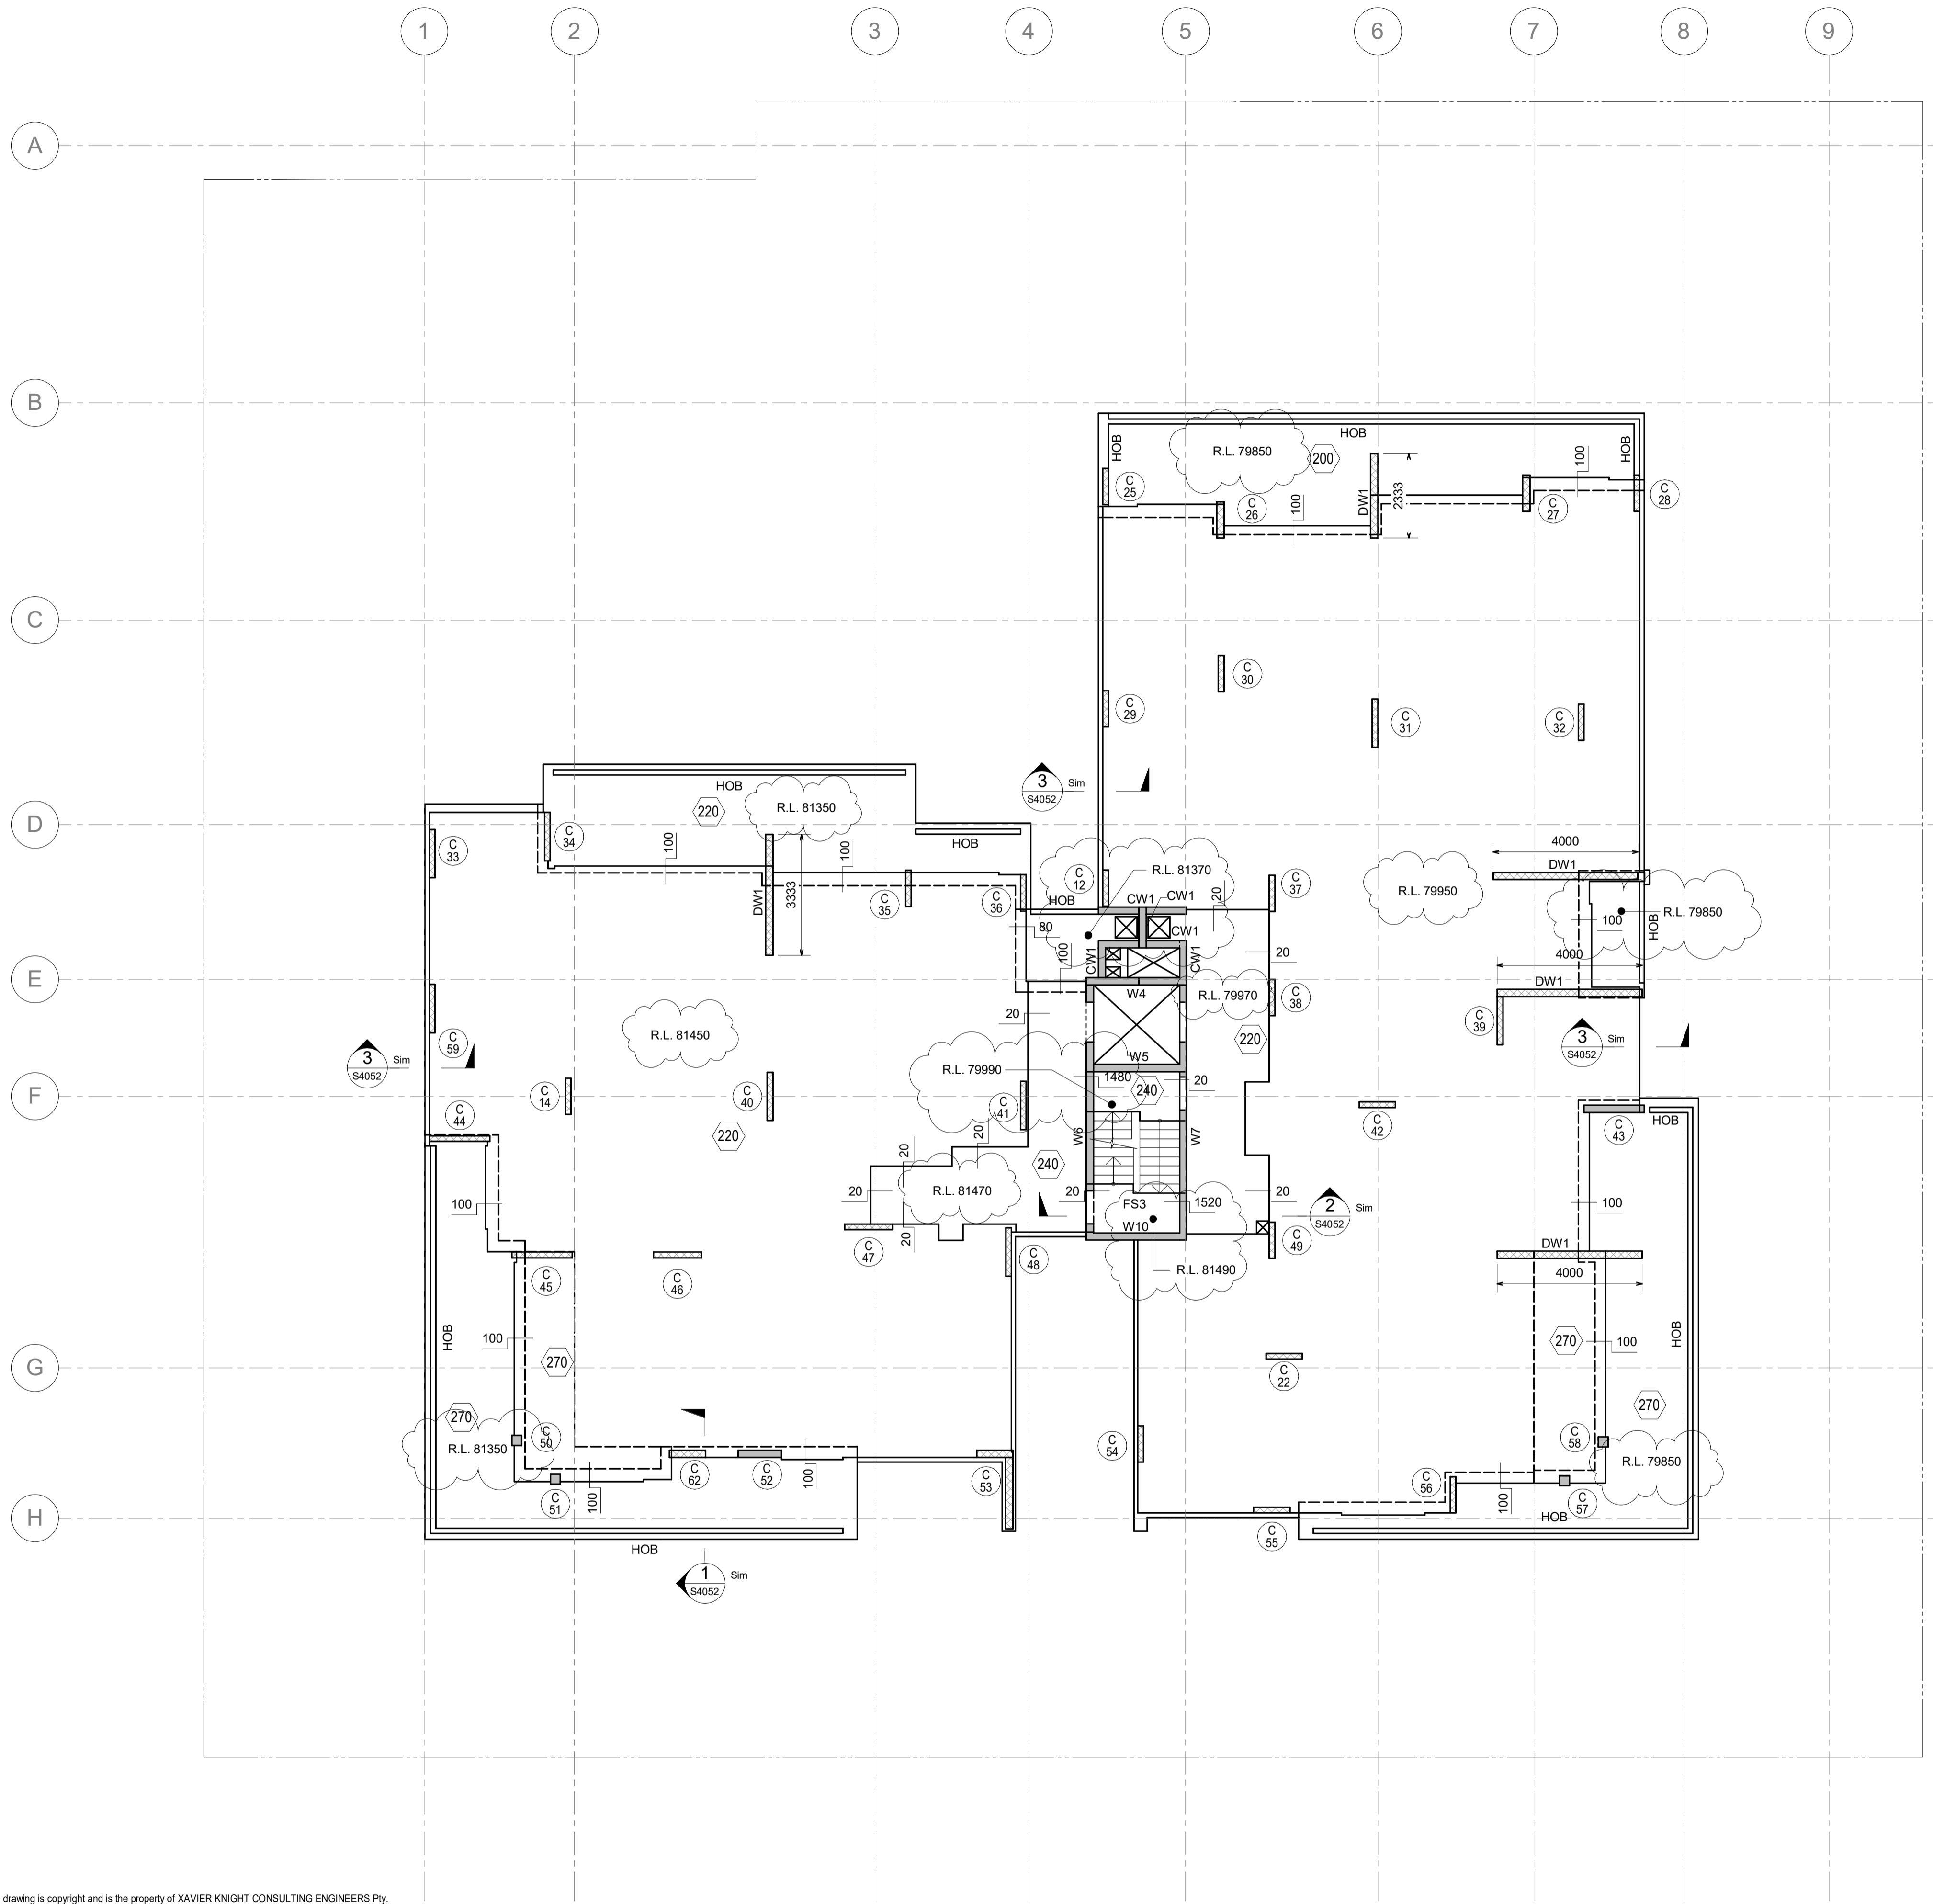 1
2
3
4
5
6
7
8
9
A
B
HOB
HOB
HOB
R.L. 79850
200
100
C
25
C
26
100
DW1
2333
C
27
C
28
C
C
30
C
29
C
31
C
32
3
S4052
Sim
HOB
220
R.L. 81350
D
HOB
4000
DW1
C
33
C
34
100
100
DW1
3333
C
35
C
36
C
12
R.L. 81370
HOB
CW1
CW1
CW1
20
C
37
R.L. 79950
100
R.L. 79850
HOB
80
100
CW1
CW1
20
4000
E
DW1
W4
R.L. 79970
C
38
C
39
20
C
59
R.L. 81450
3
S4052
Sim
220
3
S4052
Sim
R.L. 79990
W5
1480
20
240
F
C
14
C
40
C
41
C
44
C
42
C
43
HOB
220
20
20
W6
W7
240
R.L. 81470
20
20
20
20
100
100
FS3
1520
W10
2
S4052
Sim
20
C
47
C
48
C
49
DW1
4000
C
45
C
46
R.L. 81490
HOB
100
270
G
C
22
270
100
HOB
270
R.L. 81350
C
50
270
C
54
C
58
R.L. 79850
C
62
C
52
100
C
53
C
51
100
C
56
100
C
57
H
HOB
C
55
HOB
1
S4052
Sim
drawing is copyright and is the property of XAVIER KNIGHT CONSULTING ENGINEERS Pty.